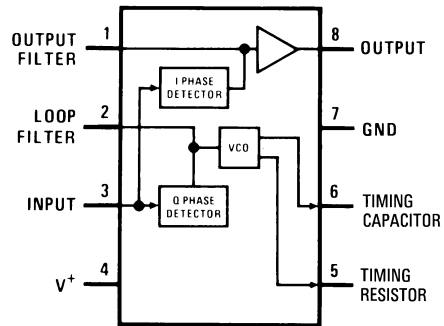 1
OUTPUT
FILTER
8
OUTPUT
I PHASE
DETECTOR
2
LOOP
FILTER
7
GND
VCO
3
INPUT
Q PHASE
DETECTOR
6
TIMING
CAPACITOR
4
V+
5
TIMING
RESISTOR